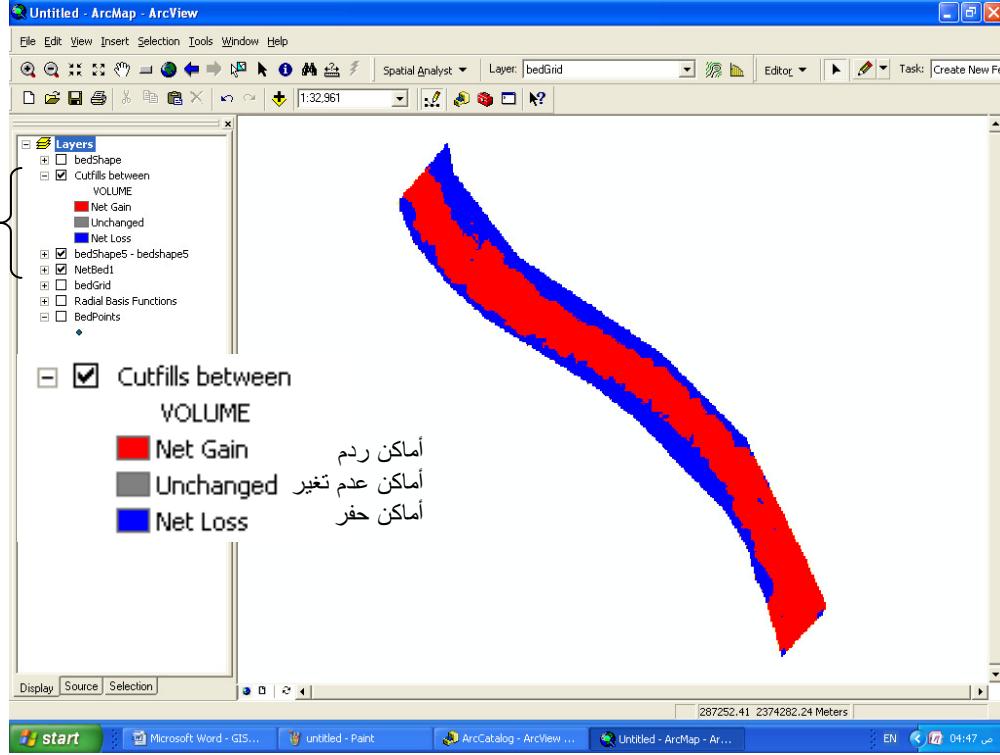 Untitled - ArcMap - ArcView
File Edit View Insert Selection Tools Window Help
Spatial Analyst Layer: bedGrid Editor Task: Create New Fe
1:32,961
Layers
bedShape
Cutfills between
VOLUME
Net Gain
Unchanged
Net Loss
bedShape5 - bedshape5
NetBed1
bedGrid
Radial Basis Functions
BedPoints
Cutfills between
VOLUME
Net Gain أماكن ردم
Unchanged أماكن عدم تغير
Net Loss أماكن حفر
Display Source Selection
287252.41 2374282.24 Meters
start Microsoft Word - GIS... untitled - Paint ArcCatalog - ArcView ... Untitled - ArcMap - Ar... EN 04:47 ص